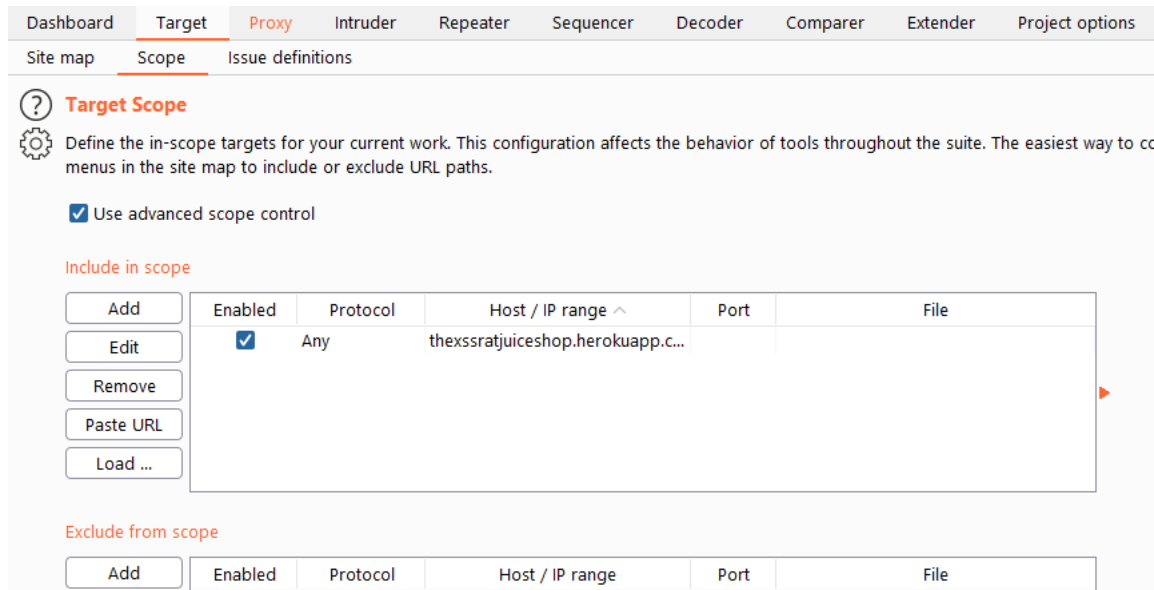 Dashboard Target Proxy Intruder Repeater Sequencer Decoder Comparer Extender Project options
Site map Scope Issue definitions
? Target Scope
Define the in-scope targets for your current work. This configuration affects the behavior of tools throughout the suite. The easiest way to co
menus in the site map to include or exclude URL paths.
Use advanced scope control
Include in scope
Add Enabled Protocol Host / IP range Port File
Edit Any thexssratjuiceshop.herokuapp.c...
Remove
Paste URL
Load ...
Exclude from scope
Add Enabled Protocol Host / IP range Port File